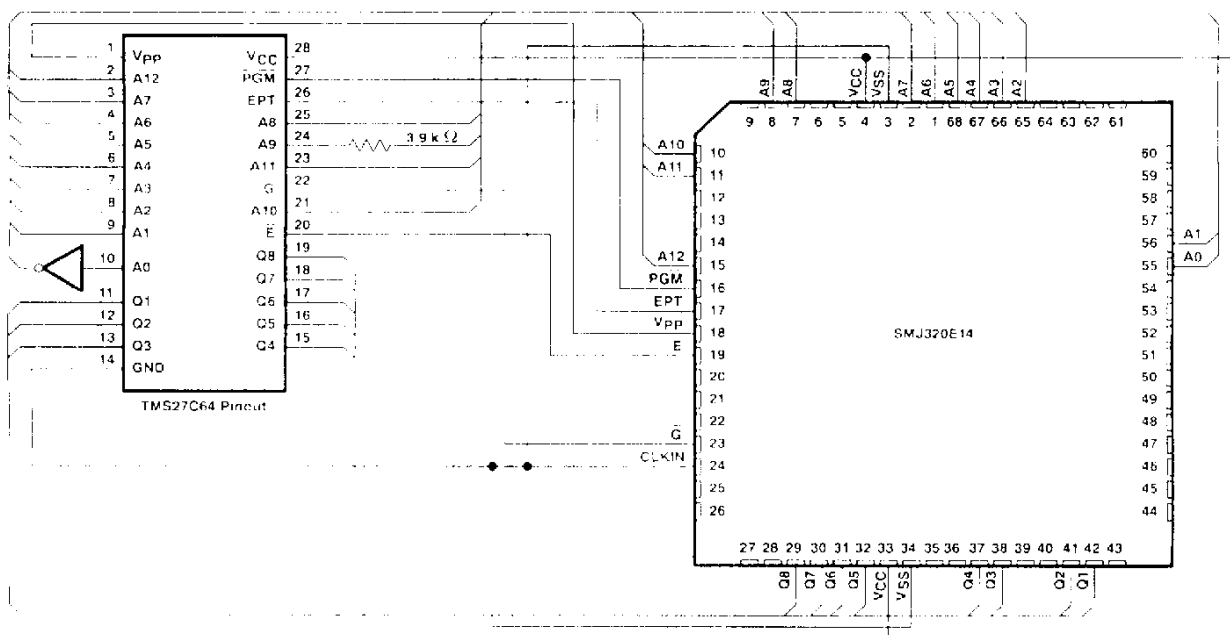 1 VPP VCC 28
2 A12 PGM 27
3 A7 EPT 26
4 A6 A8 25
5 A5 A9 24 3.9 kΩ
6 A4 A11 23
7 A3 G 22
8 A2 A10 21
9 A1 E 20
10 A0 Q8 19
Q7 18
11 Q1 Q6 17
12 Q2 Q5 16
13 Q3 Q4 15
14 GND
TMS27C64 Pinout
A9 A8 VCC VSS A7 A6 A5 A4 A3 A2
9 8 7 6 5 4 3 2 1 68 67 66 65 64 63 62 61
A10 10
A11 11
12
13
14
A12 15
PGM 16
EPT 17
VPP 18
E 19
20
21
22
G 23
CLKIN 24
25
26
SMJ320E14
60
59
58
57
56 A1
55 A0
54
53
52
51
50
49
48
47
46
45
44
27 28 29 30 31 32 33 34 35 36 37 38 39 40 41 42 43
Q8 Q7 Q6 Q5 VCC VSS Q4 Q3 Q2 Q1